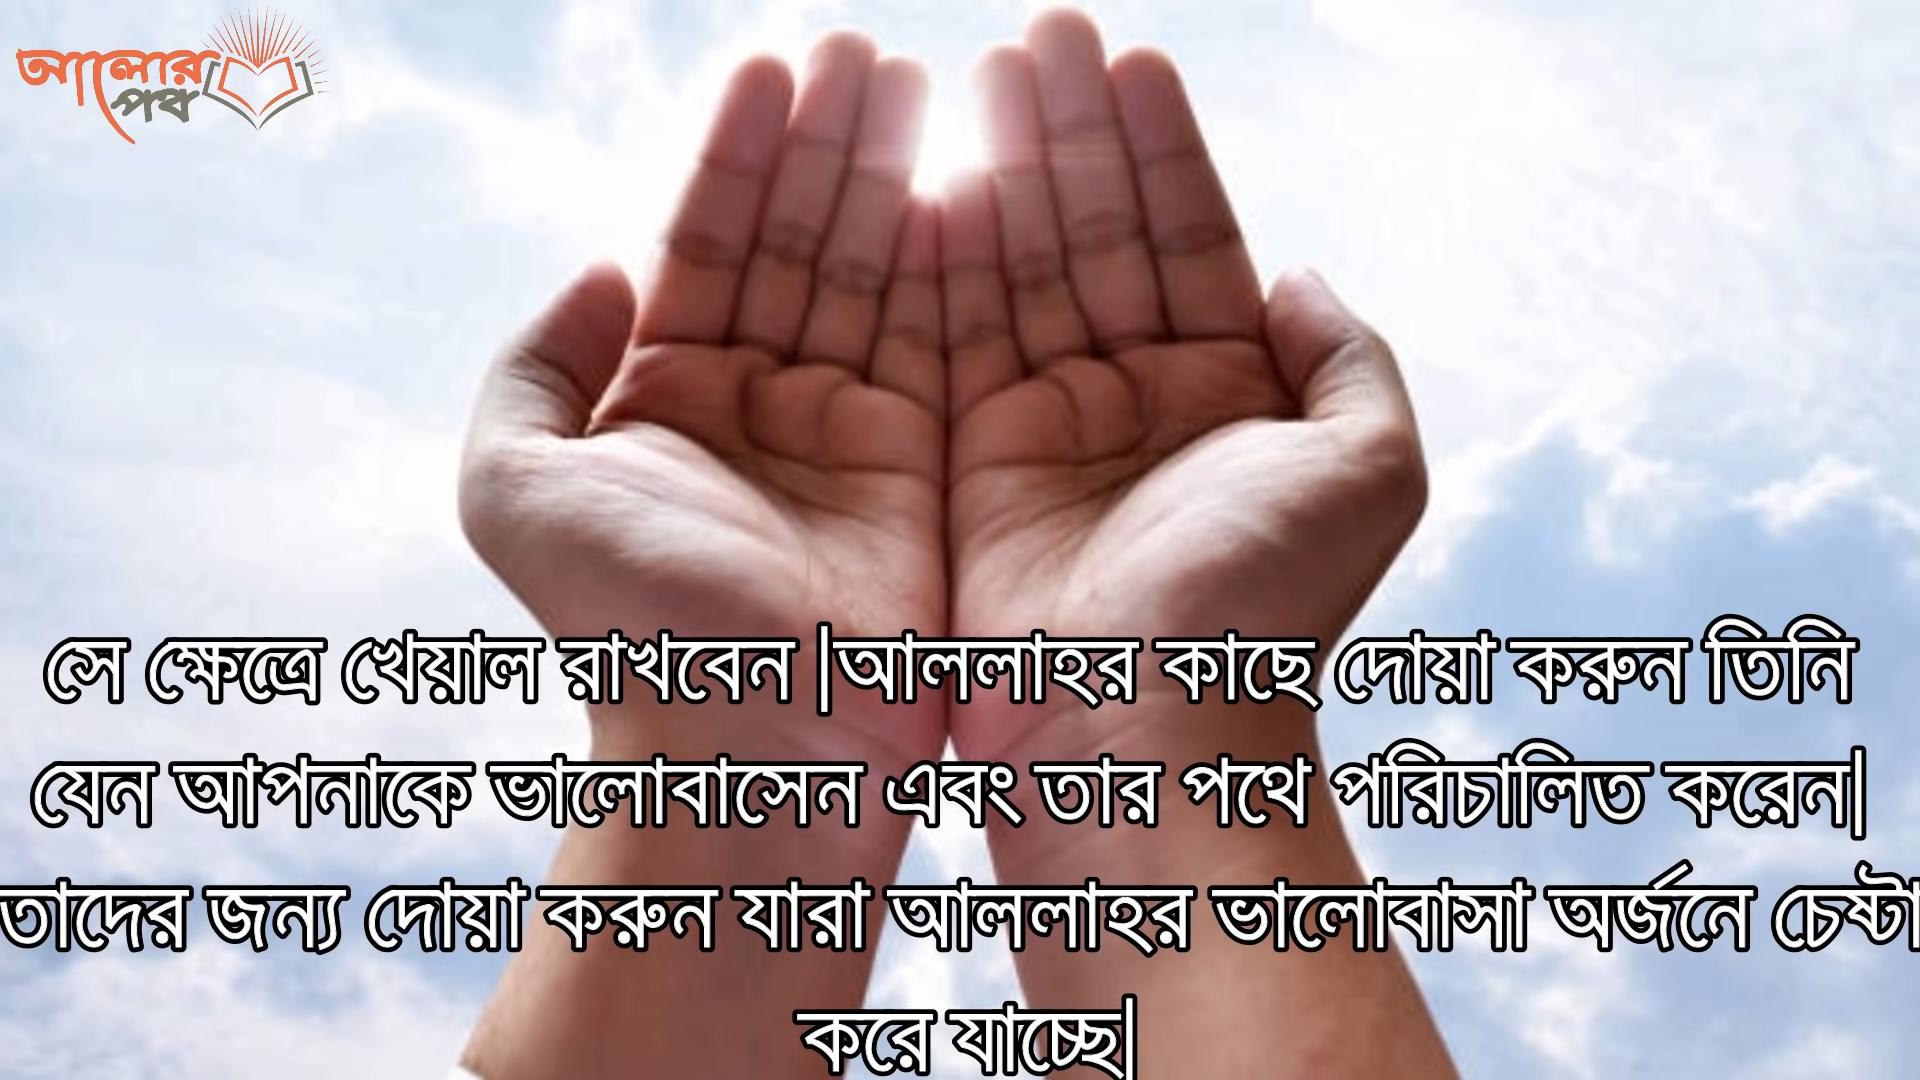 আলোর
পথ
সে ক্ষেত্রে খেয়াল রাখবেন |আললাহর কাছে দোয়া করুন তিনি
যেন আপনাকে ভালোবাসেন এবং তার পথে পরিচালিত করেন|
তাদের জন্য দোয়া করুন যারা আললাহর ভালোবাসা অর্জনে চেষ্টা
করে যাচ্ছে|